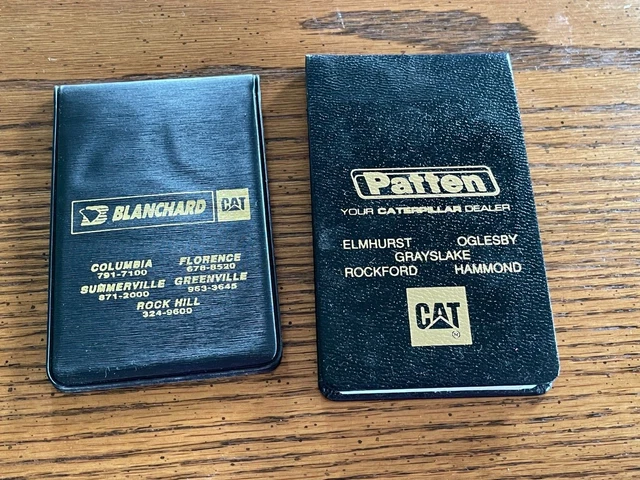 BLANCHARD CAT
COLUMBIA FLORENCE
791-7100 678-8520
SUMMERVILLE GREENVILLE
871-2000 963-3645
ROCK HILL
324-9600
Patten
YOUR CATERPILLAR DEALER
ELMHURST OGLESBY
GRAYSLAKE
ROCKFORD HAMMOND
CAT